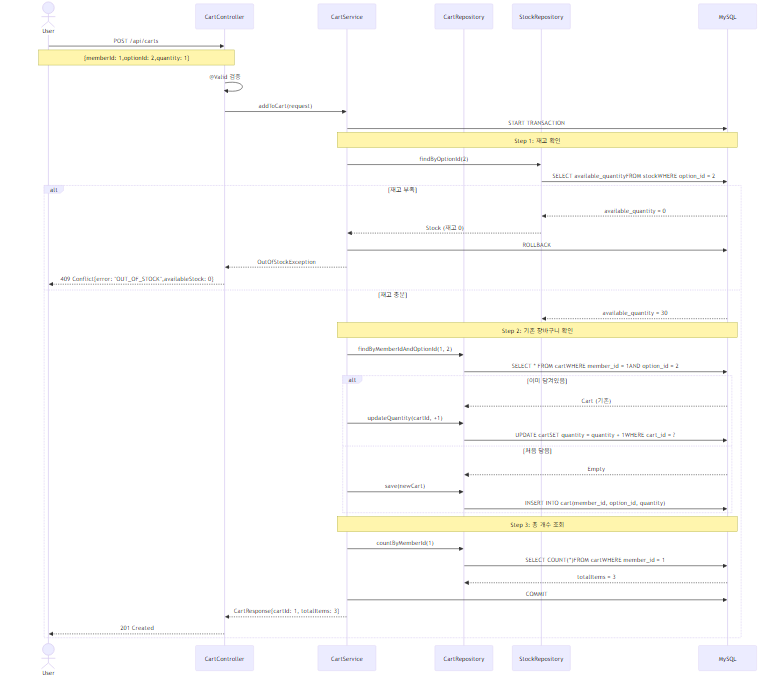 User CartController CartService CartRepository StockRepository MySQL
POST /api/carts
[memberId: 1,optionId: 2,quantity: 1]
@Valid 검증
addToCart(request)
START TRANSACTION
Step 1: 재고 확인
findByOptionId(2)
SELECT available_quantityFROM stockWHERE option_id = 2
alt [재고 부족]
available_quantity = 0
Stock (재고 0)
ROLLBACK
OutOfStockException
409 Conflict[error: "OUT_OF_STOCK",availableStock: 0]
[재고 충분]
available_quantity = 30
Step 2: 기존 장바구니 확인
findByMemberIdAndOptionId(1, 2)
SELECT * FROM cartWHERE member_id = 1AND option_id = 2
alt [이미 담겨있음]
Cart (기존)
updateQuantity(cartId, +1)
UPDATE cartSET quantity = quantity + 1WHERE cart_id = ?
[처음 담음]
Empty
save(newCart)
INSERT INTO cart(member_id, option_id, quantity)
Step 3: 총 개수 조회
countByMemberId(1)
SELECT COUNT(*)FROM cartWHERE member_id = 1
totalItems = 3
COMMIT
CartResponse[cartId: 1, totalItems: 3]
201 Created
User CartController CartService CartRepository StockRepository MySQL